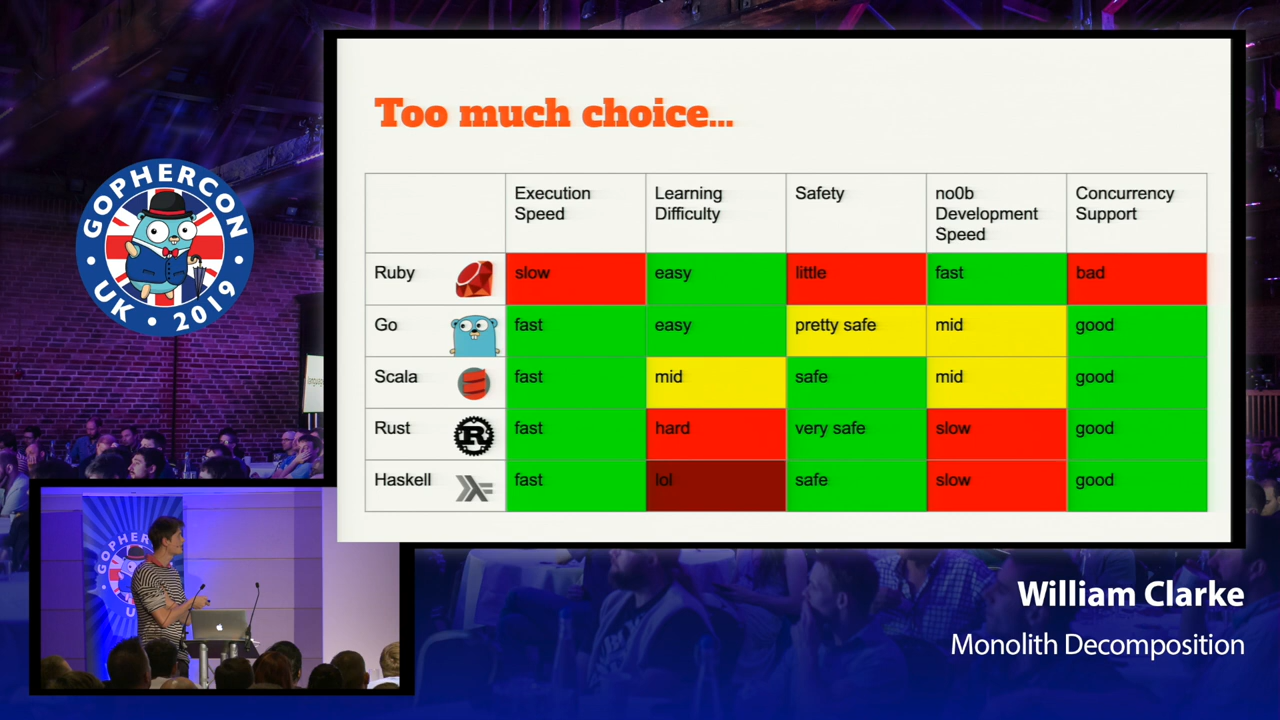 Too much choice...
Execution Speed
Learning Difficulty
Safety
no0b Development Speed
Concurrency Support
Ruby slow easy little fast bad
Go fast easy pretty safe mid good
Scala fast mid safe mid good
Rust fast hard very safe slow good
Haskell fast lol safe slow good
GOPHERCON
UK • 2019
William Clarke
Monolith Decomposition